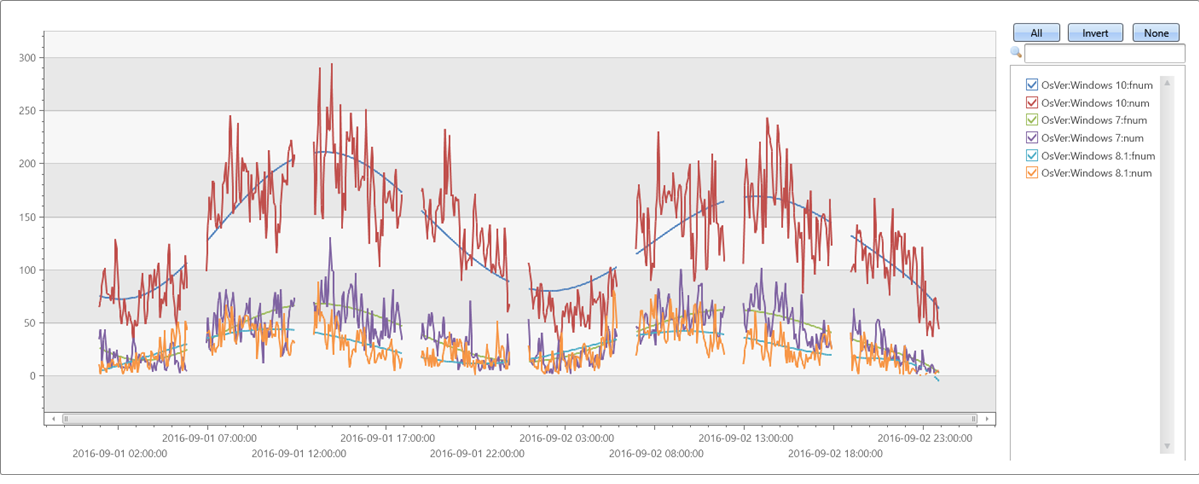 All Invert None
300
250
200
150
100
50
0
OsVer:Windows 10:fnum
OsVer:Windows 10:num
OsVer:Windows 7:fnum
OsVer:Windows 7:num
OsVer:Windows 8.1:fnum
OsVer:Windows 8.1:num
2016-09-01 07:00:00 2016-09-01 17:00:00 2016-09-02 03:00:00 2016-09-02 13:00:00 2016-09-02 23:00:00
2016-09-01 02:00:00 2016-09-01 12:00:00 2016-09-01 22:00:00 2016-09-02 08:00:00 2016-09-02 18:00:00